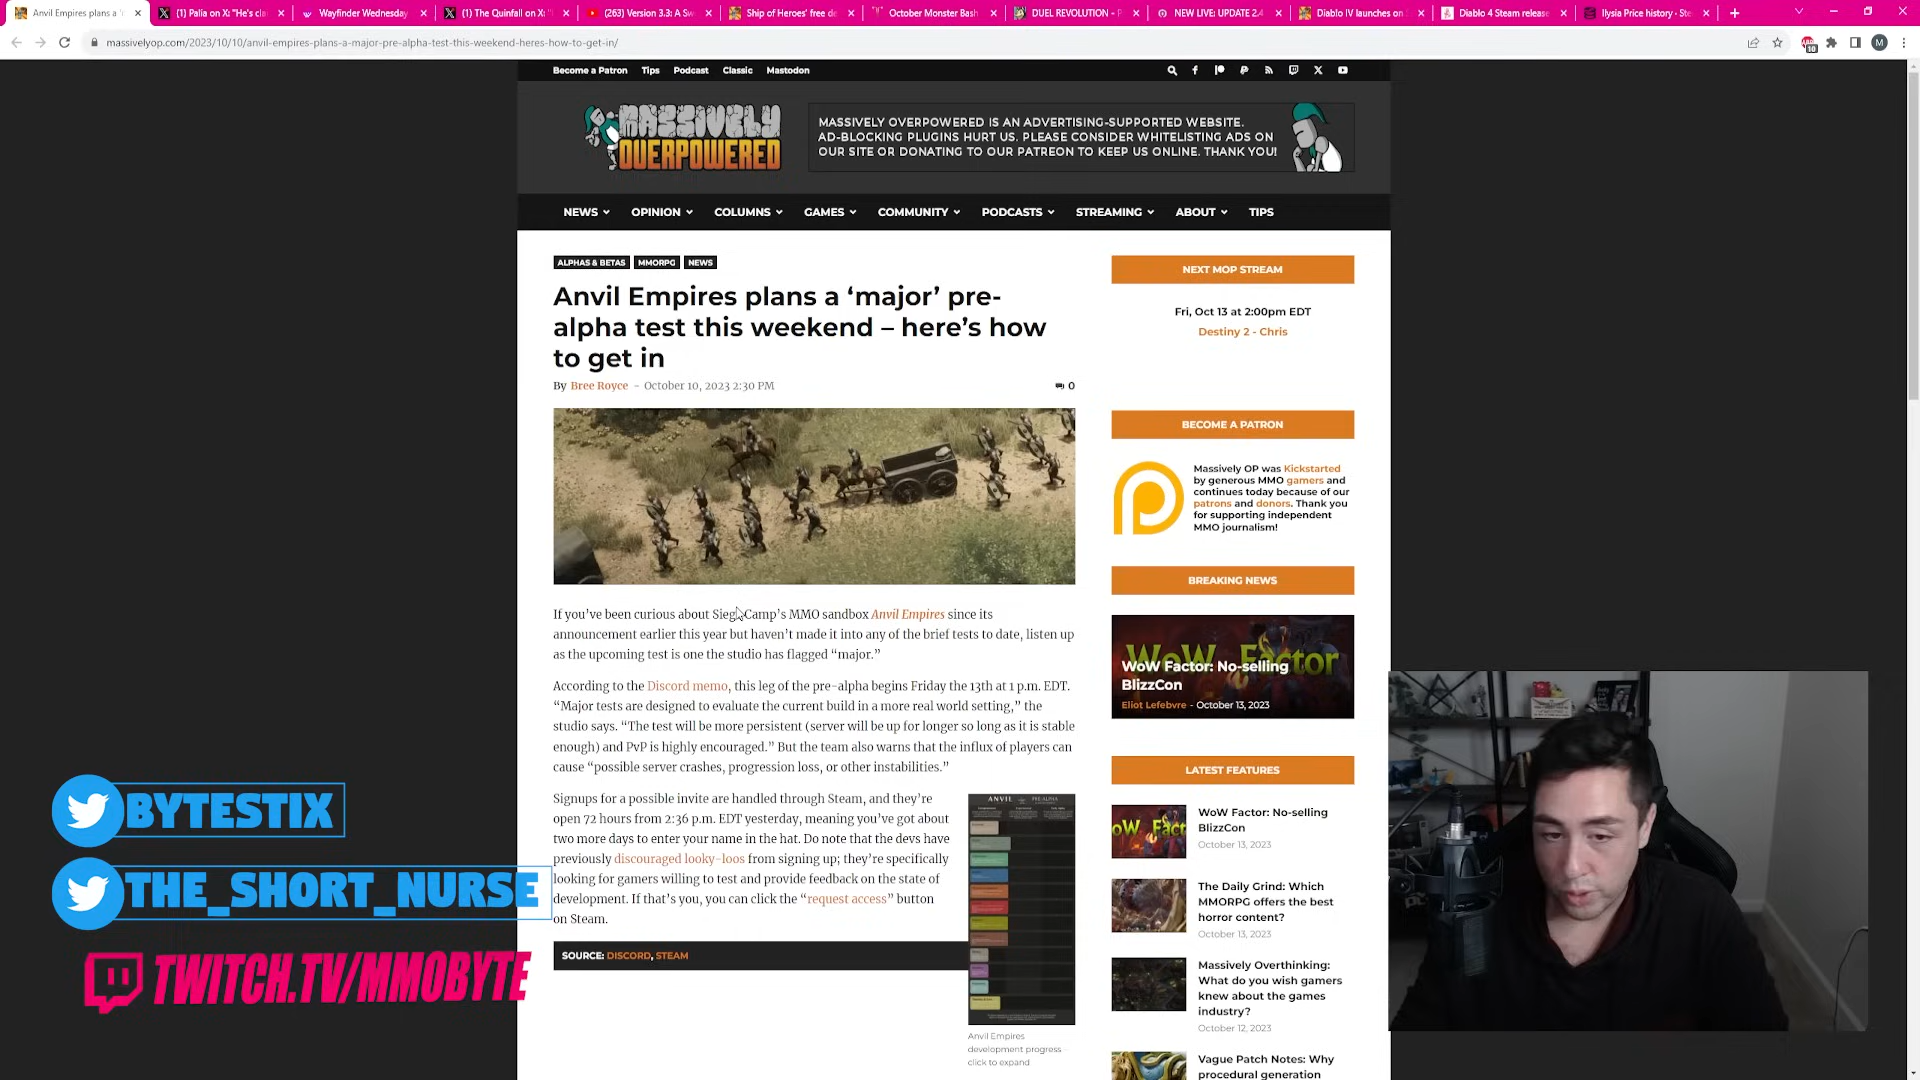 Anvil Empires plans a '
(1) Palia on X: "He's cla
Wayfinder Wednesday
(1) The Quinfall on X: "
(263) Version 3.3: A Sw
Ship of Heroes' free do
October Monster Bash
DUEL REVOLUTION - P
NEW LIVE: UPDATE 2.4
Diablo IV launches on
Diablo 4 Steam release
Ilysia Price history · Ste
massivelyop.com/2023/10/10/anvil-empires-plans-a-major-pre-alpha-test-this-weekend-heres-how-to-get-in/
10
M
Become a Patron Tips Podcast Classic Mastodon
MASSIVELY
OVERPOWERED
MASSIVELY OVERPOWERED IS AN ADVERTISING-SUPPORTED WEBSITE.
AD-BLOCKING PLUGINS HURT US. PLEASE CONSIDER WHITELISTING ADS ON
OUR SITE OR DONATING TO OUR PATREON TO KEEP US ONLINE. THANK YOU!
NEWS OPINION COLUMNS GAMES COMMUNITY PODCASTS STREAMING ABOUT TIPS
ALPHAS & BETAS MMORPG NEWS
Anvil Empires plans a ‘major’ pre-
alpha test this weekend – here’s how
to get in
By Bree Royce - October 10, 2023 2:30 PM
0
If you’ve been curious about Siege Camp’s MMO sandbox Anvil Empires since its
announcement earlier this year but haven’t made it into any of the brief tests to date, listen up
as the upcoming test is one the studio has flagged “major.”
According to the Discord memo, this leg of the pre-alpha begins Friday the 13th at 1 p.m. EDT.
“Major tests are designed to evaluate the current build in a more real world setting,” the
studio says. “The test will be more persistent (server will be up for longer so long as it is stable
enough) and PvP is highly encouraged.” But the team also warns that the influx of players can
cause “possible server crashes, progression loss, or other instabilities.”
Signups for a possible invite are handled through Steam, and they’re
open 72 hours from 2:36 p.m. EDT yesterday, meaning you’ve got about
two more days to enter your name in the hat. Do note that the devs have
previously discouraged looky-loos from signing up; they’re specifically
looking for gamers willing to test and provide feedback on the state of
development. If that’s you, you can click the “request access” button
on Steam.
SOURCE: DISCORD, STEAM
ANVIL PRE-ALPHA
Anvil Empires
development progress –
click to expand
NEXT MOP STREAM
Fri, Oct 13 at 2:00pm EDT
Destiny 2 - Chris
BECOME A PATRON
Massively OP was Kickstarted
by generous MMO gamers and
continues today because of our
patrons and donors. Thank you
for supporting independent
MMO journalism!
BREAKING NEWS
WoW Factor
WoW Factor: No-selling
BlizzCon
Eliot Lefebvre - October 13, 2023
LATEST FEATURES
WoW Factor: No-selling
BlizzCon
October 13, 2023
The Daily Grind: Which
MMORPG offers the best
horror content?
October 13, 2023
Massively Overthinking:
What do you wish gamers
knew about the games
industry?
October 12, 2023
Vague Patch Notes: Why
procedural generation
BYTESTIX
THE_SHORT_NURSE
TWITCH.TV/MMOBYTE